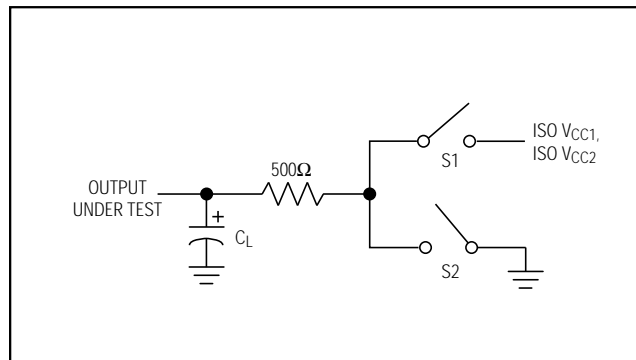 ISO VCC1,
ISO VCC2
S1
500Ω
OUTPUT
UNDER TEST
+
CL
S2